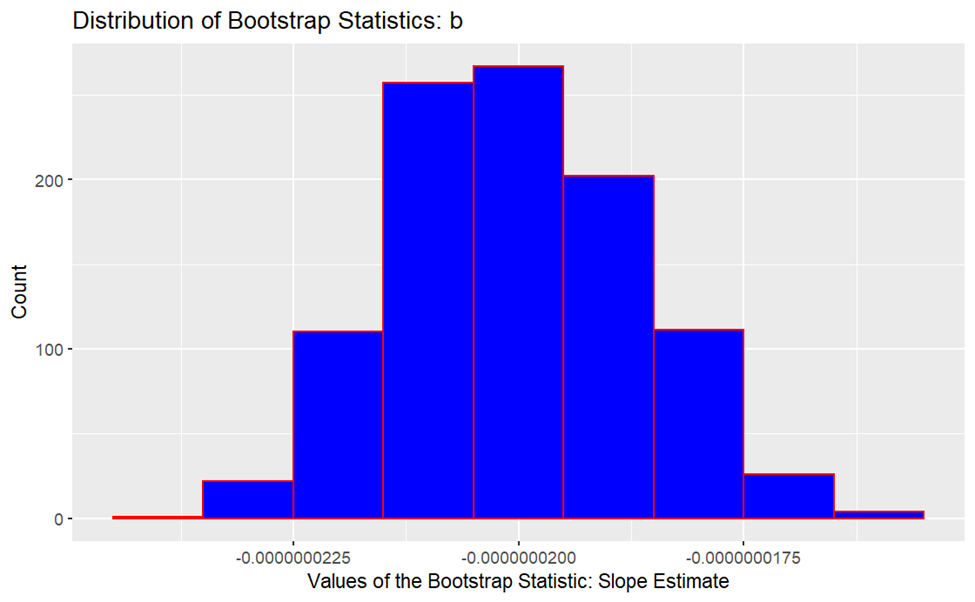 Distribution of Bootstrap Statistics: b
Count
200
100
0
-0.0000000225 -0.0000000200 -0.0000000175
Values of the Bootstrap Statistic: Slope Estimate